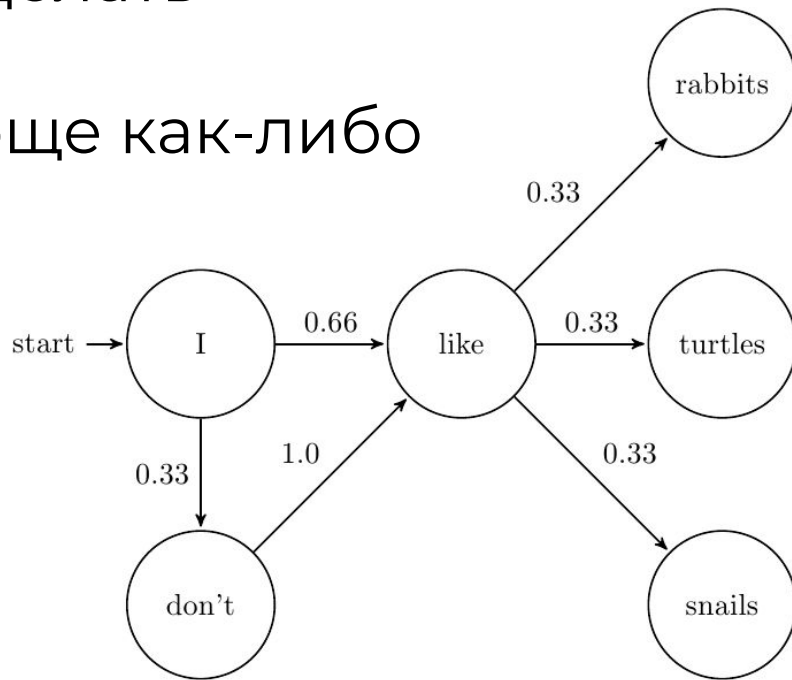 как-либо
rabbits
0.33
start
I
0.66
like
0.33
turtles
0.33
1.0
0.33
don't
snails